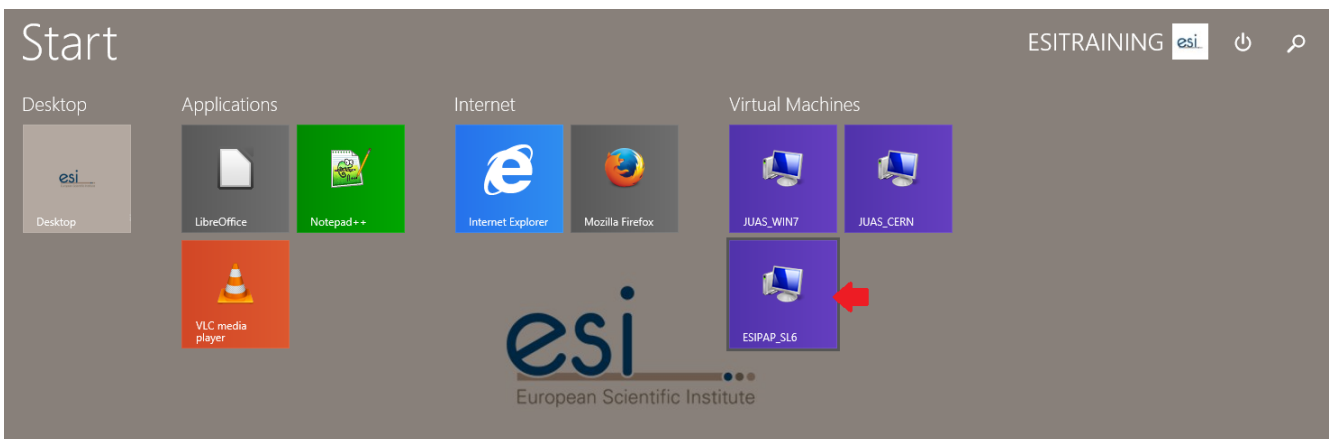 Start
ESITRAINING esi
Desktop
Applications
Internet
Virtual Machines
esi
Desktop
LibreOffice
Notepad++
Internet Explorer
Mozilla Firefox
JUAS_WIN7
JUAS_CERN
VLC media
player
ESIPAP_SL6
esi
European Scientific Institute